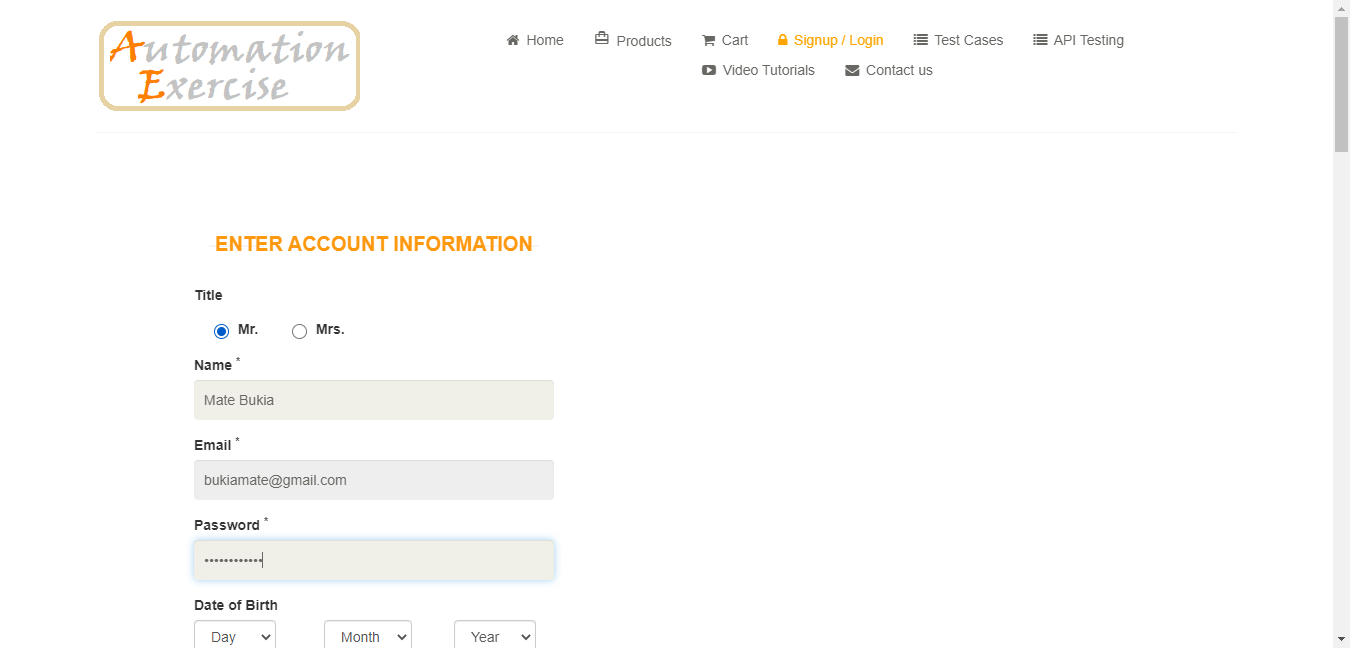 Automation
Exercise
Home Products Cart Signup / Login Test Cases API Testing
Video Tutorials Contact us
ENTER ACCOUNT INFORMATION
Title
Mr. Mrs.
Name *
Mate Bukia
Email *
bukiamate@gmail.com
Password *
••••••••••••
Date of Birth
Day Month Year